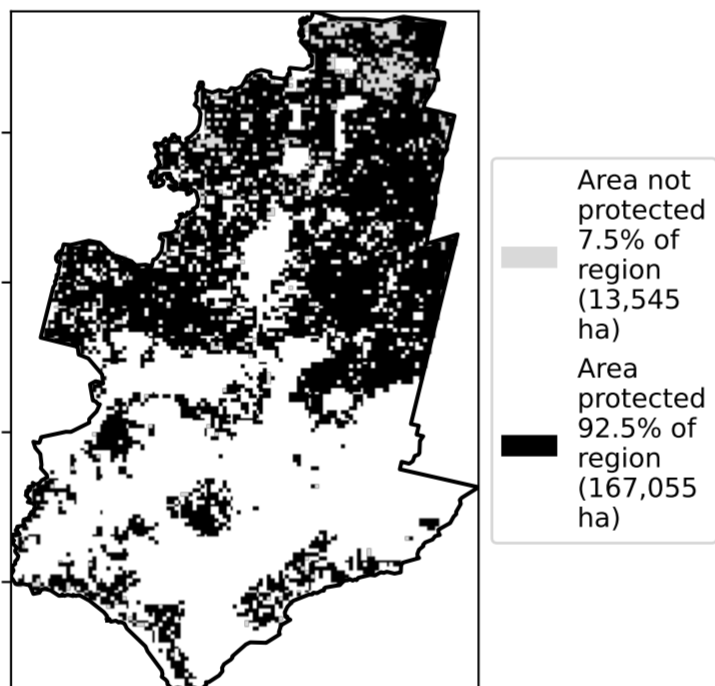 Area not
protected
7.5% of
region
(13,545
ha)
Area
protected
92.5% of
region
(167,055
ha)